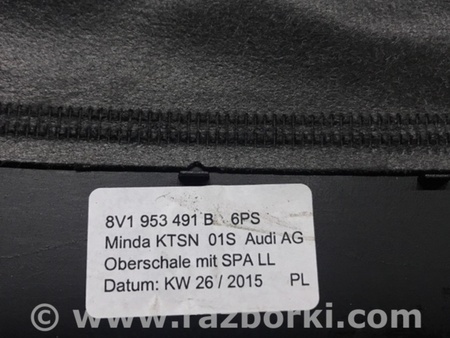 8V1 953 491 B 6PS
Minda KTSN 01S Audi AG
Oberschale mit SPA LL
Datum: KW 26 / 2015 PL
© www.razborki.com